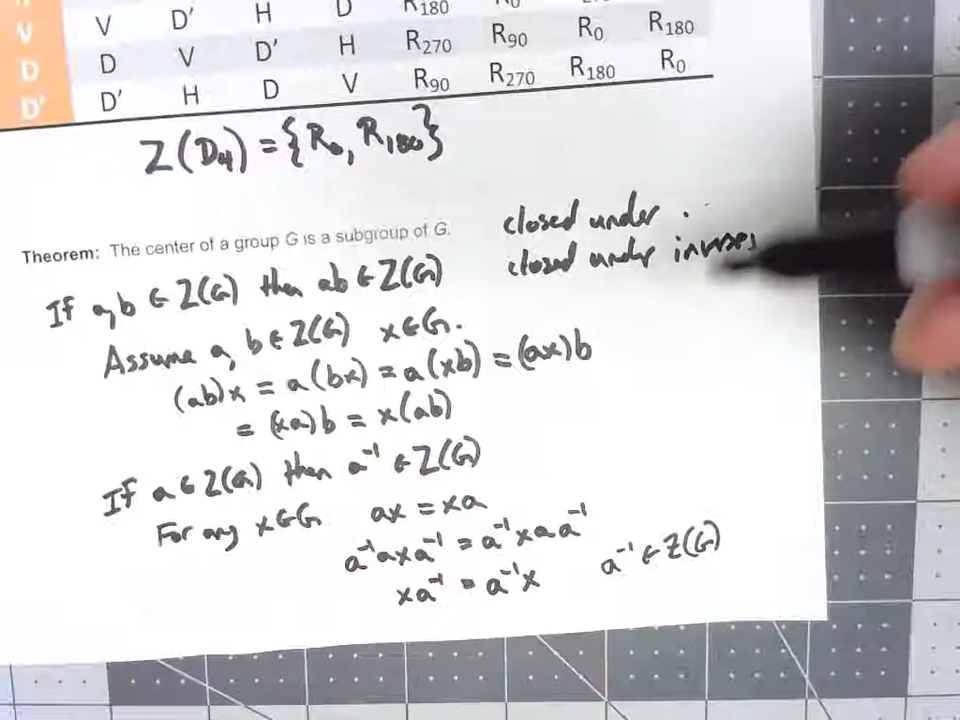 R180
V V D' H D
D D V D' H R270 R90 R0 R180
D' D' H D V R90 R270 R180 R0
Z(D4) = {R0, R180}
Theorem: The center of a group G is a subgroup of G.
closed under ·
closed under inverses
If a, b ∈ Z(G) then ab ∈ Z(G)
Assume a, b ∈ Z(G) x ∈ G.
(ab)x = a(bx) = a(xb) = (ax)b
= (xa)b = x(ab)
If a ∈ Z(G) then a⁻¹ ∈ Z(G)
For any x ∈ G ax = xa
a⁻¹axa⁻¹ = a⁻¹xaa⁻¹
xa⁻¹ = a⁻¹x a⁻¹ ∈ Z(G)